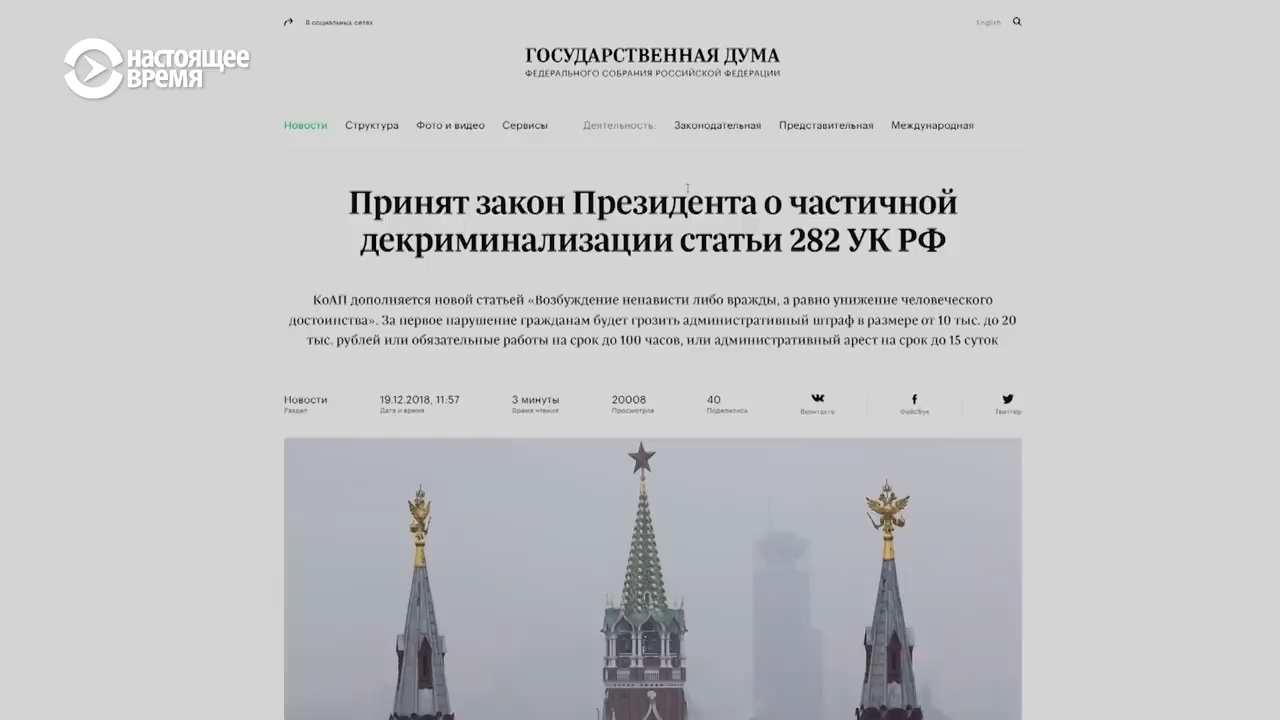 В социальных сетях
English
НАСТОЯЩЕЕ
ВРЕМЯ
ГОСУДАРСТВЕННАЯ ДУМА
ФЕДЕРАЛЬНОГО СОБРАНИЯ РОССИЙСКОЙ ФЕДЕРАЦИИ
Новости Структура Фото и видео Сервисы Деятельность: Законодательная Представительная Международная
Принят закон Президента о частичной
декриминализации статьи 282 УК РФ
КоАП дополняется новой статьей «Возбуждение ненависти либо вражды, а равно унижение человеческого
достоинства». За первое нарушение гражданам будет грозить административный штраф в размере от 10 тыс. до 20
тыс. рублей или обязательные работы на срок до 100 часов, или административный арест на срок до 15 суток
Новости 19.12.2018, 11:57 3 минуты 20008 40
Раздел Дата и время Время чтения Просмотров Поделились Вконтакте Фейсбук Твиттер